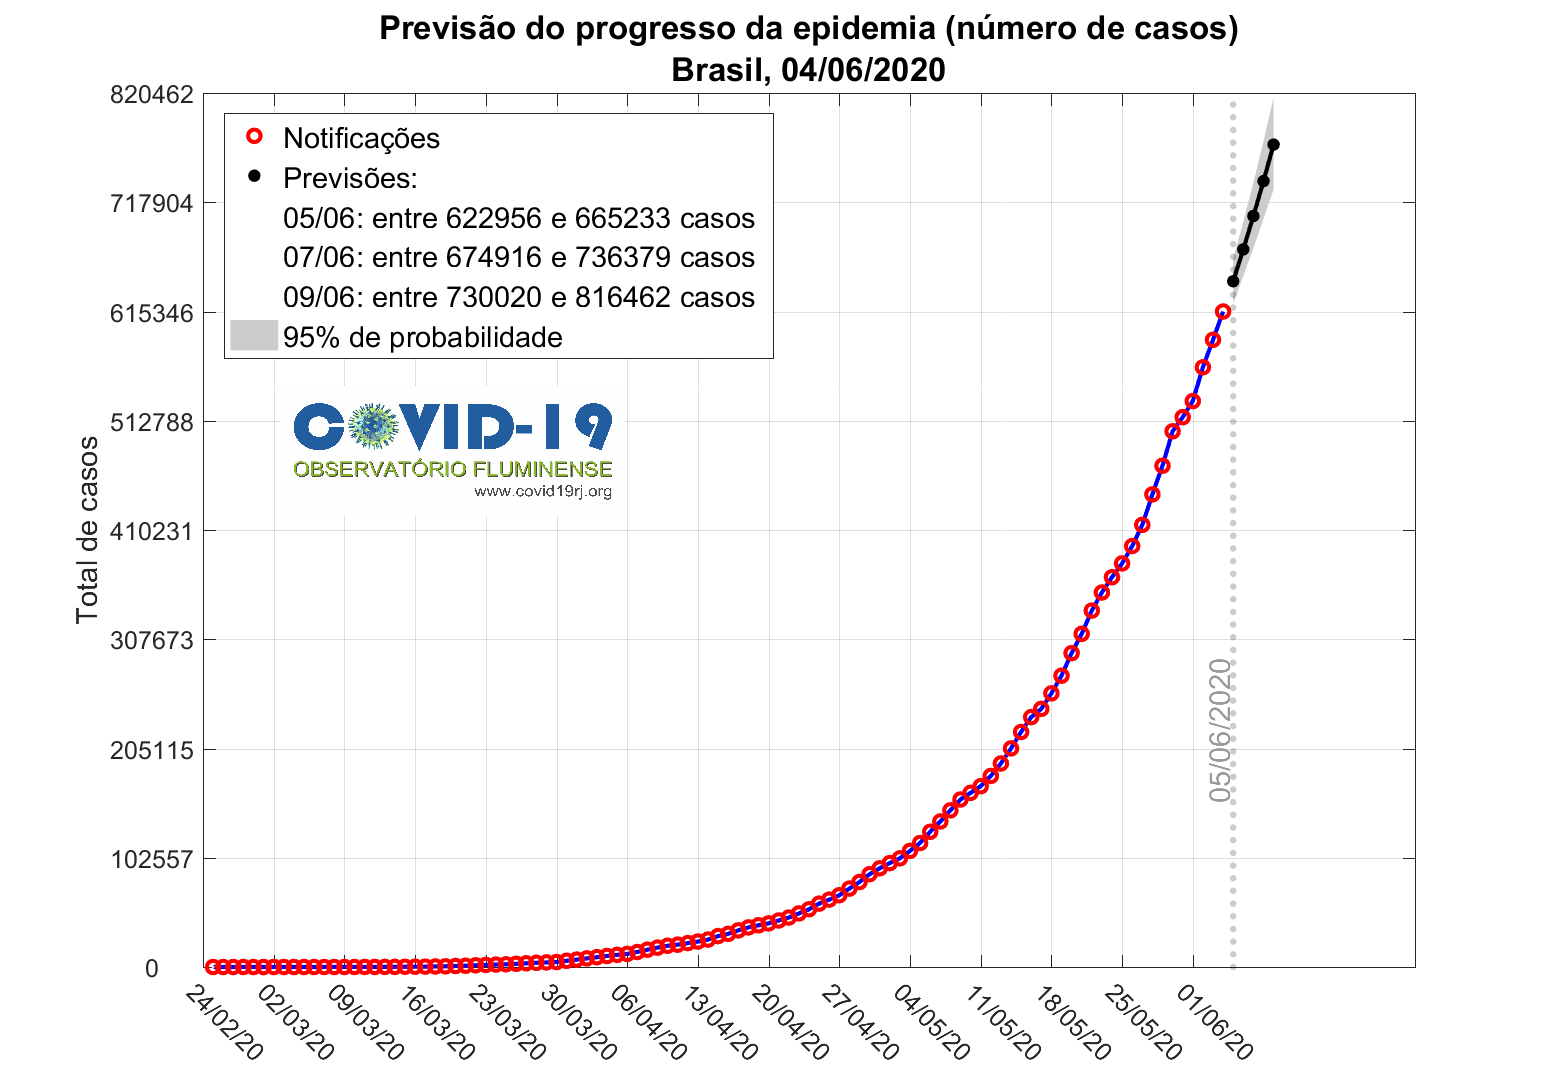 Previsão do progresso da epidemia (número de casos)
Brasil, 04/06/2020
820462
717904
615346
512788
410231
307673
205115
102557
0
Total de casos
Notificações
Previsões:
05/06: entre 622956 e 665233 casos
07/06: entre 674916 e 736379 casos
09/06: entre 730020 e 816462 casos
95% de probabilidade
COVID-19
OBSERVATÓRIO FLUMINENSE
www.covid19rj.org
05/06/2020
24/02/20
02/03/20
09/03/20
16/03/20
23/03/20
30/03/20
06/04/20
13/04/20
20/04/20
27/04/20
04/05/20
11/05/20
18/05/20
25/05/20
01/06/20